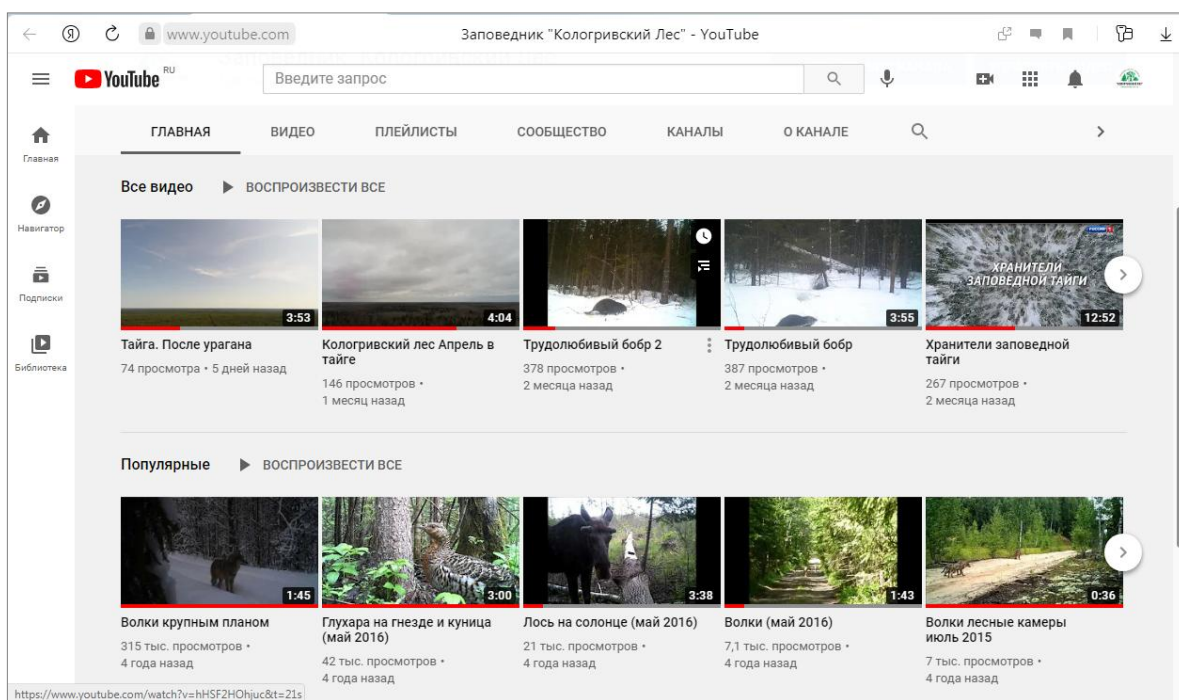 www.youtube.com
Заповедник "Кологривский Лес" - YouTube
YouTube RU
Введите запрос
ГЛАВНАЯ ВИДЕО ПЛЕЙЛИСТЫ СООБЩЕСТВО КАНАЛЫ О КАНАЛЕ
Главная
Навигатор
Подписки
Библиотека
Все видео ВОСПРОИЗВЕСТИ ВСЕ
3:53
Тайга. После урагана
74 просмотра • 5 дней назад
4:04
Кологривский лес Апрель в
тайге
146 просмотров •
1 месяц назад
Трудолюбивый бобр 2
378 просмотров •
2 месяца назад
3:55
Трудолюбивый бобр
387 просмотров •
2 месяца назад
РОССИЯ 1
ХРАНИТЕЛИ
ЗАПОВЕДНОЙ ТАЙГИ
12:52
Хранители заповедной
тайги
267 просмотров •
2 месяца назад
Популярные ВОСПРОИЗВЕСТИ ВСЕ
1:45
Волки крупным планом
315 тыс. просмотров •
4 года назад
3:00
Глухара на гнезде и куница
(май 2016)
42 тыс. просмотров •
4 года назад
3:38
Лось на солонце (май 2016)
21 тыс. просмотров •
4 года назад
1:43
Волки (май 2016)
7,1 тыс. просмотров •
4 года назад
0:36
Волки лесные камеры
июль 2015
7 тыс. просмотров •
4 года назад
https://www.youtube.com/watch?v=hHSF2HOhjuc&t=21s